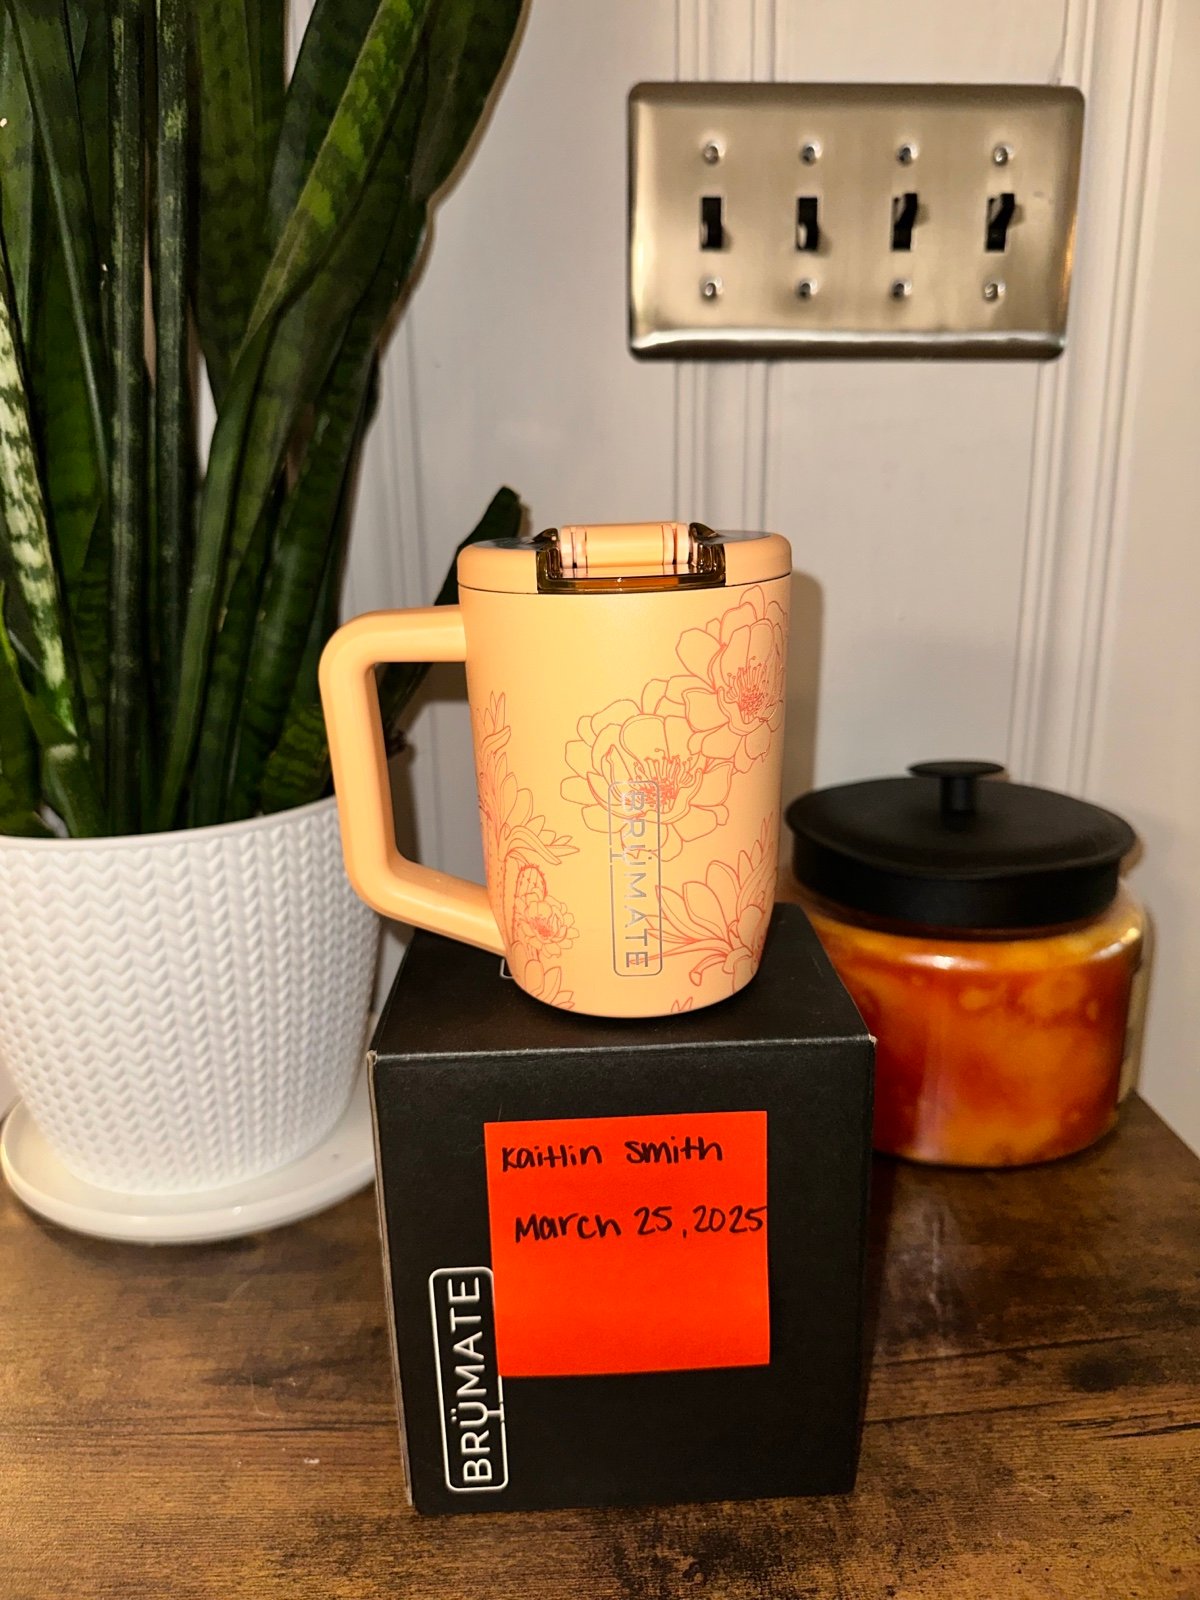 BRÜMATE
Kaitlin Smith
March 25, 2025
BRÜMATE